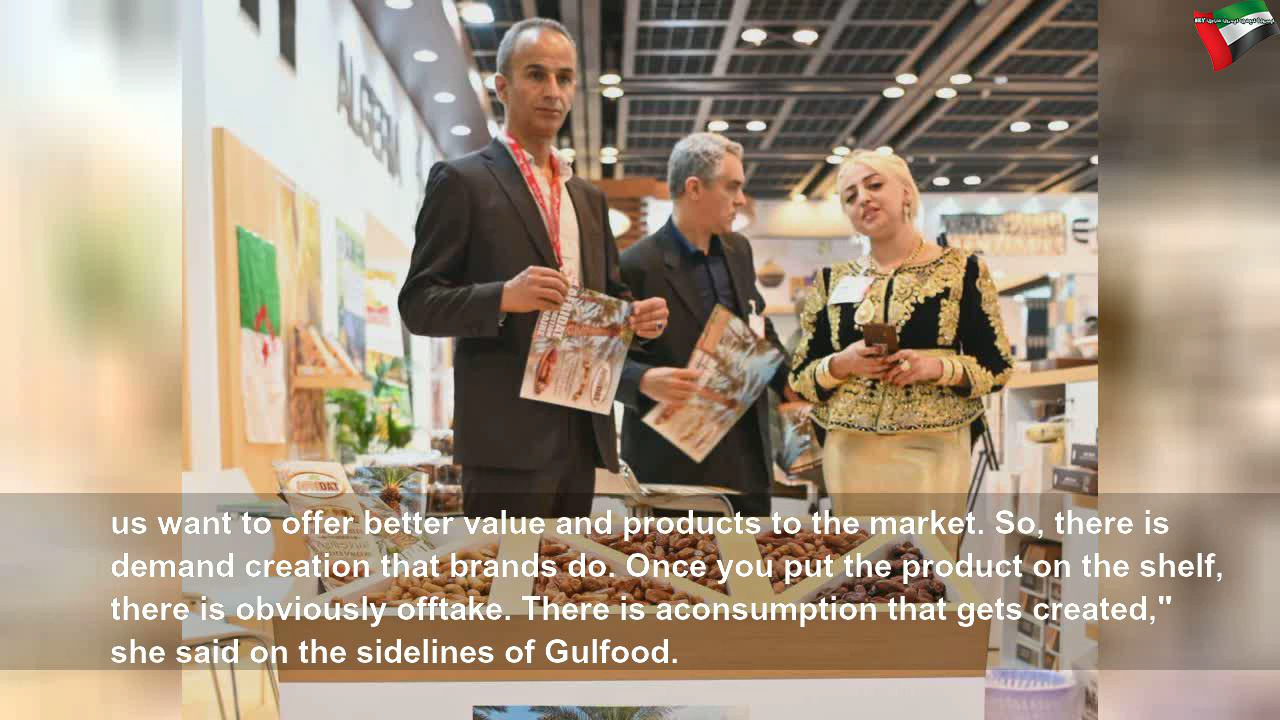 ALGERIA
us want to offer better value and products to the market. So, there is
demand creation that brands do. Once you put the product on the shelf,
there is obviously offtake. There is aconsumption that gets created,"
she said on the sidelines of Gulfood.